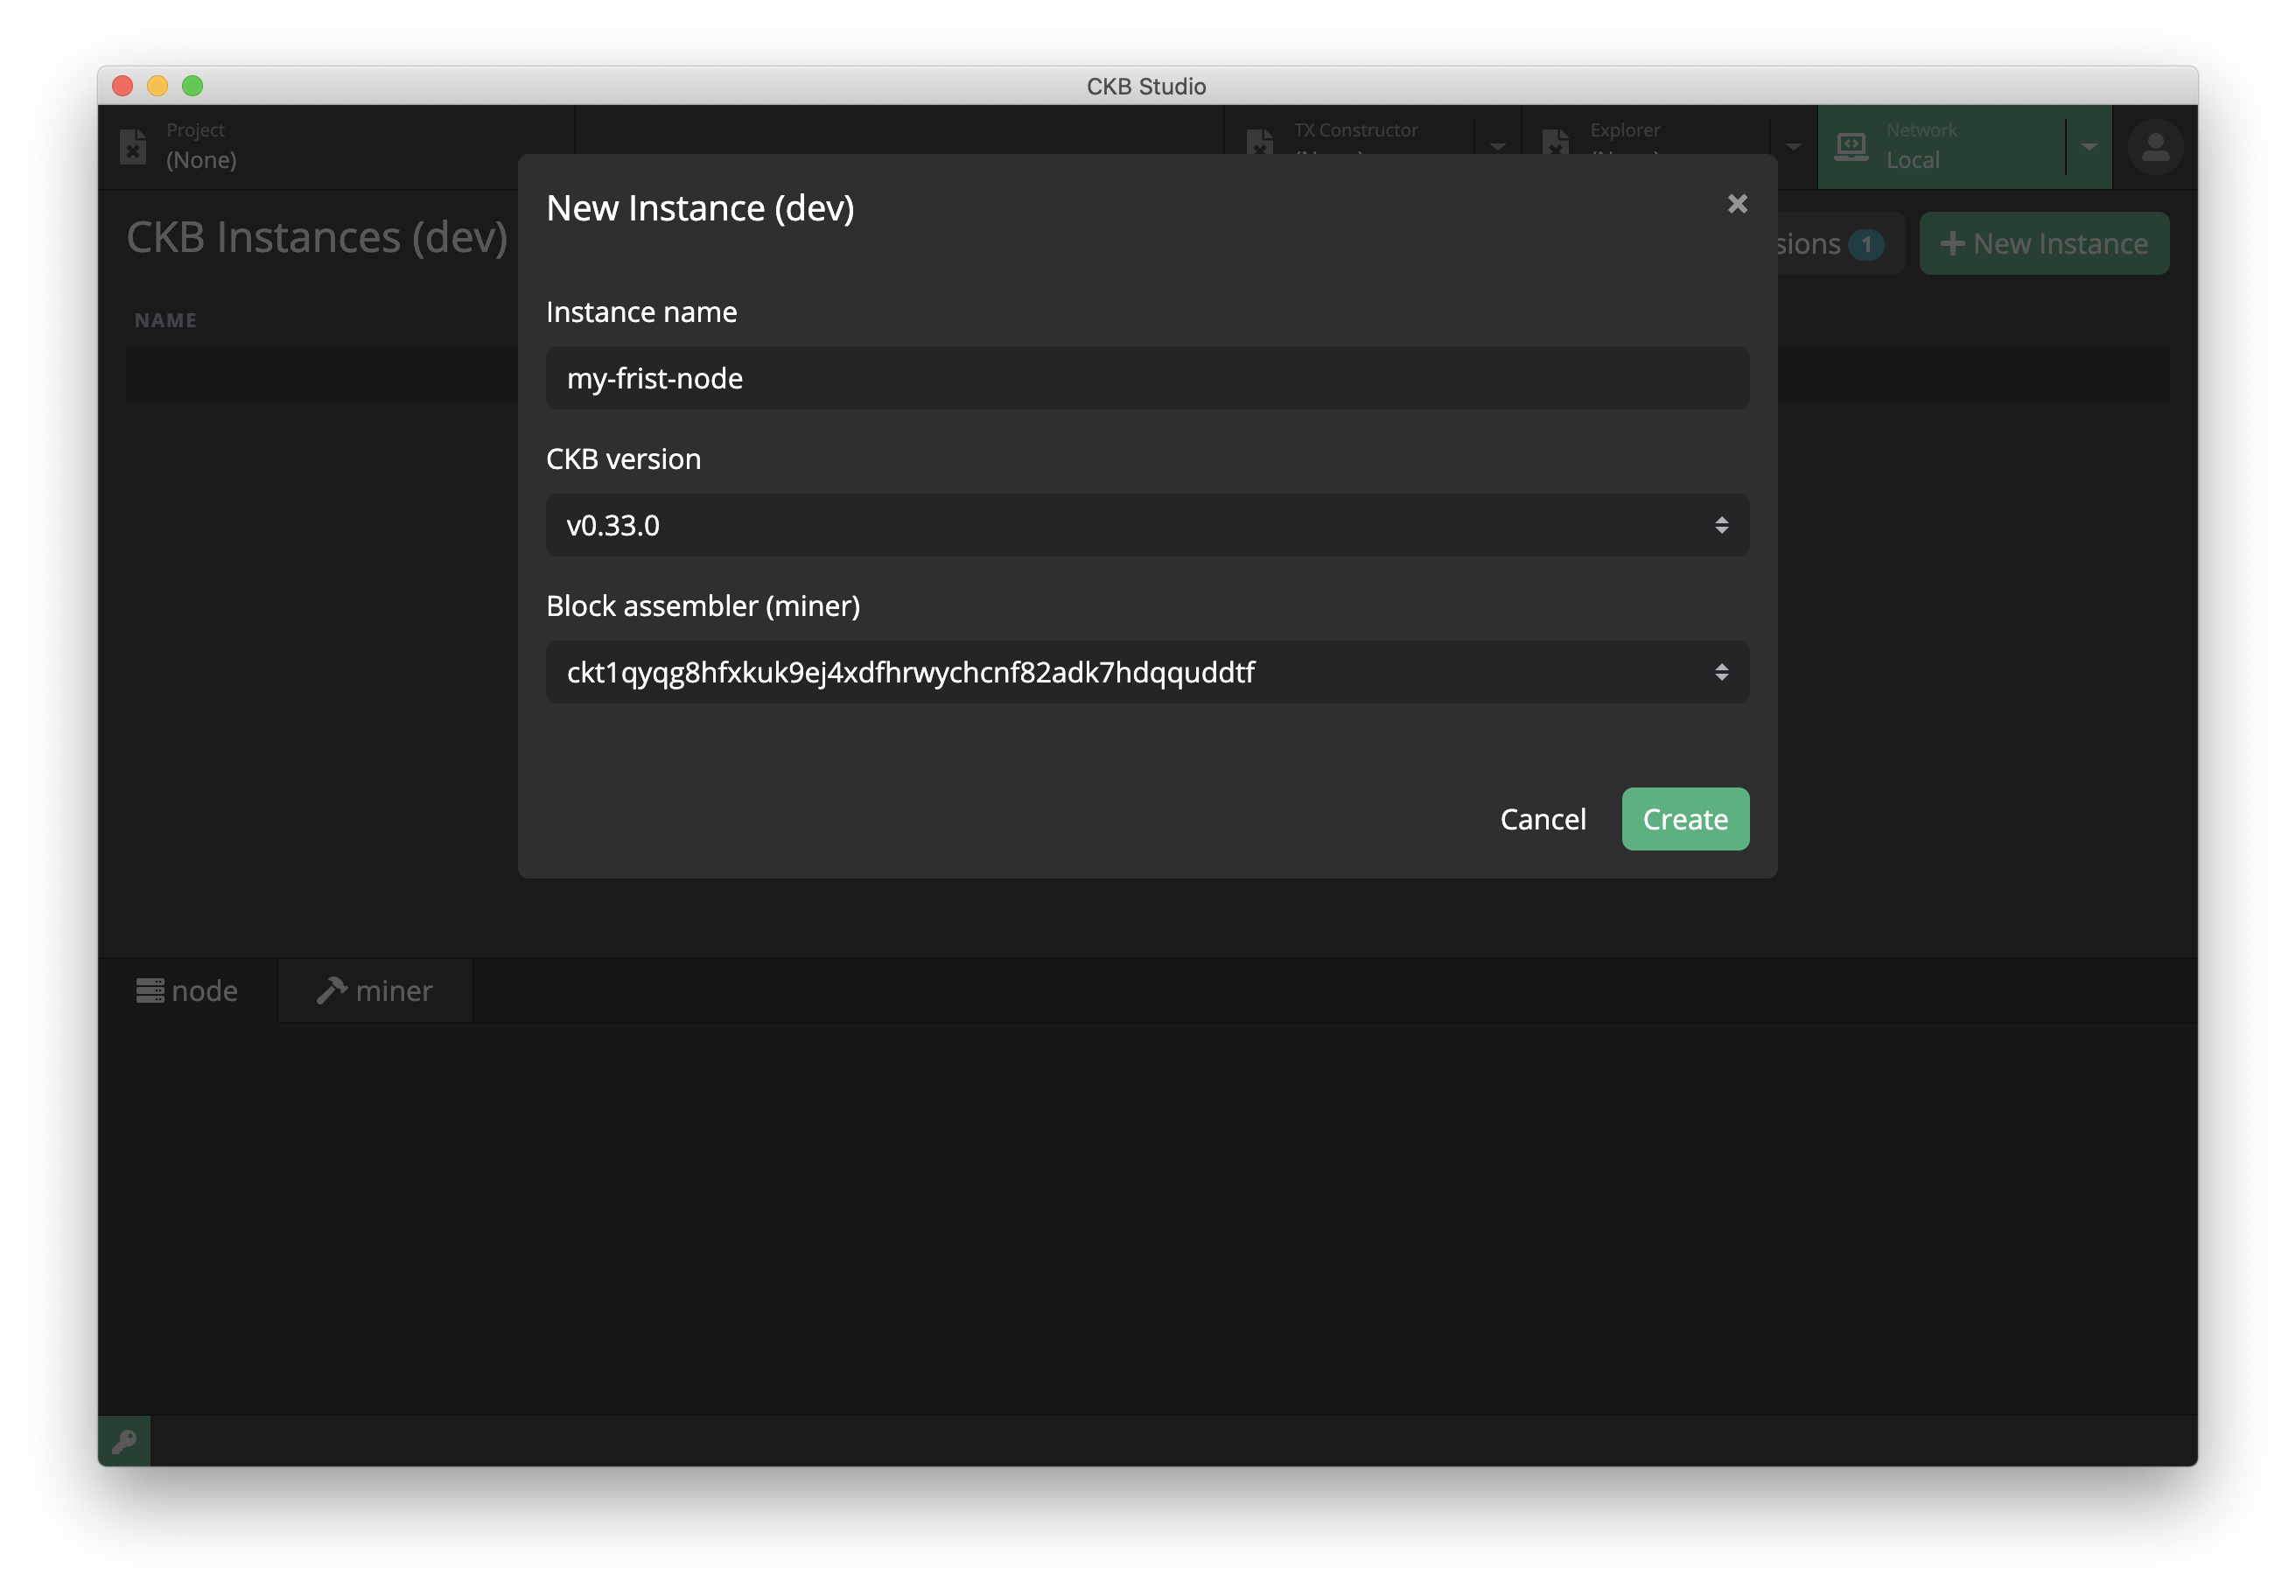 CKB Studio
Project
(None)
TX Constructor
Explorer
Network
Local
CKB Instances (dev)
1
New Instance
NAME
New Instance (dev)
Instance name
my-frist-node
CKB version
v0.33.0
Block assembler (miner)
ckt1qyqg8hfxkuk9ej4xdfhrwychcnf82adk7hdqquddtf
Cancel
Create
node
miner